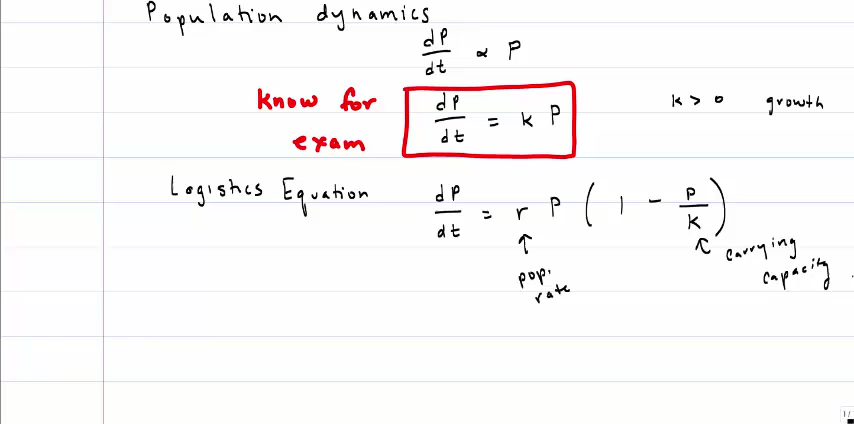 Population dynamics
dP/dt ∝ P
know for exam
dP/dt = k P
k > 0 growth
Logistics Equation
dP/dt = r P ( 1 - P/K )
↑ pop. rate
↑ carrying capacity